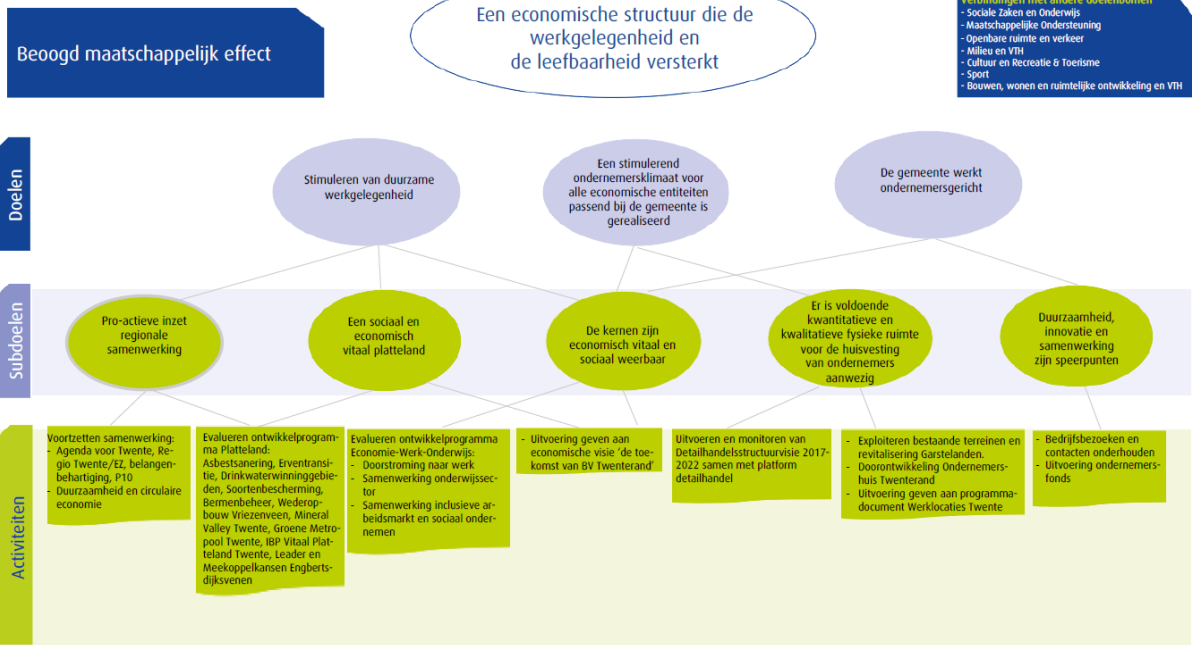 Een economische structuur die de
werkgelegenheid en
de leefbaarheid versterkt
Beoogd maatschappelijk effect
Verbindingen met andere doelenbomen
- Sociale Zaken en Onderwijs
- Maatschappelijke Ondersteuning
- Openbare ruimte en verkeer
- Milieu en VTH
- Cultuur en Recreatie & Toerisme
- Sport
- Bouwen, wonen en ruimtelijke ontwikkeling en VTH
Doelen
Stimuleren van duurzame
werkgelegenheid
Een stimulerend
ondernemersklimaat voor
alle economische entiteiten
passend bij de gemeente is
gerealiseerd
De gemeente werkt
ondernemersgericht
Subdoelen
Pro-actieve inzet
regionale
samenwerking
Een sociaal en
economisch
vitaal platteland
De kernen zijn
economisch vitaal en
sociaal weerbaar
Er is voldoende
kwantitatieve en
kwalitatieve fysieke ruimte
voor de huisvesting
van ondernemers
aanwezig
Duurzaamheid,
innovatie en
samenwerking
zijn speerpunten
Activiteiten
Voortzetten samenwerking:
- Agenda voor Twente, Re-
gio Twente/EZ, belangen-
behartiging, P10
- Duurzaamheid en circulaire
economie
Evalueren ontwikkelprogram-
ma Platteland:
Asbestsanering, Erventransi-
tie, Drinkwaterwinninggebie-
den, Soortenbescherming,
Bermenbeheer, Wederop-
bouw Vriezenveen, Mineral
Valley Twente, Groene Metro-
pool Twente, IBP Vitaal Plat-
teland Twente, Leader en
Meekoppelkansen Engberts-
dijksvenen
Evalueren ontwikkelprogramma
Economie-Werk-Onderwijs:
- Doorstroming naar werk
- Samenwerking onderwijssec-
tor
- Samenwerking inclusieve ar-
beidsmarkt en sociaal onder-
nemen
- Uitvoering geven aan
economische visie 'de toe-
komst van BV Twenterand'
Uitvoeren en monitoren van
Detailhandelsstructuurvisie 2017-
2022 samen met platform
detailhandel
- Exploiteren bestaande terreinen en
revitalisering Garstelanden.
- Doorontwikkeling Ondernemers-
huis Twenterand
- Uitvoering geven aan programma-
document Werklocaties Twente
- Bedrijfsbezoeken en
contacten onderhouden
- Uitvoering ondernemers-
fonds